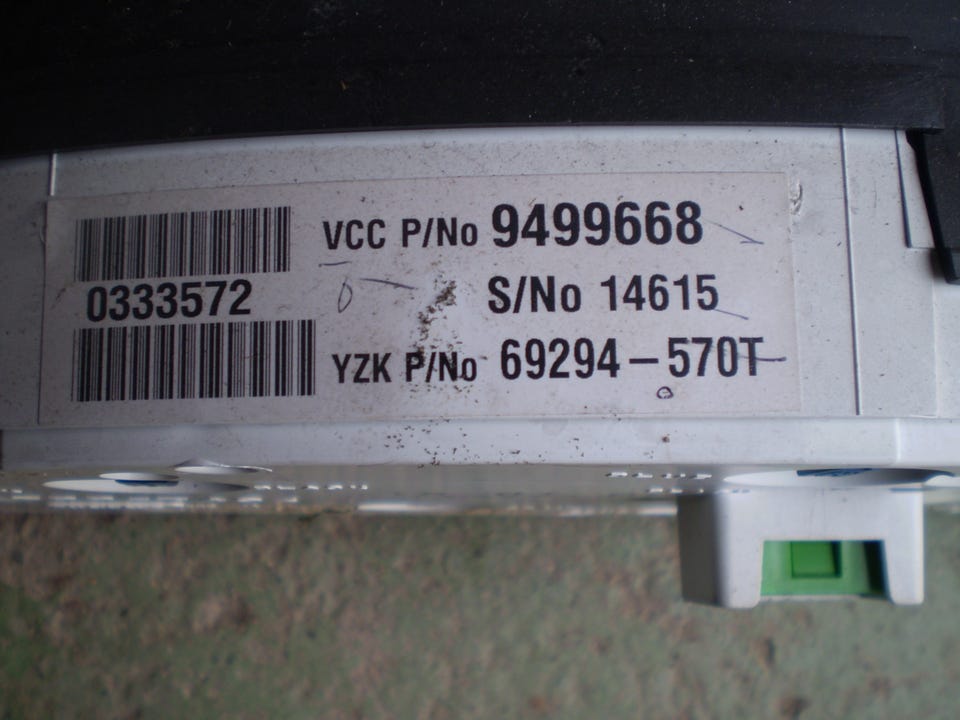 VCC P/No 9499668
0333572
S/No 14615
YZK P/No 69294-570T